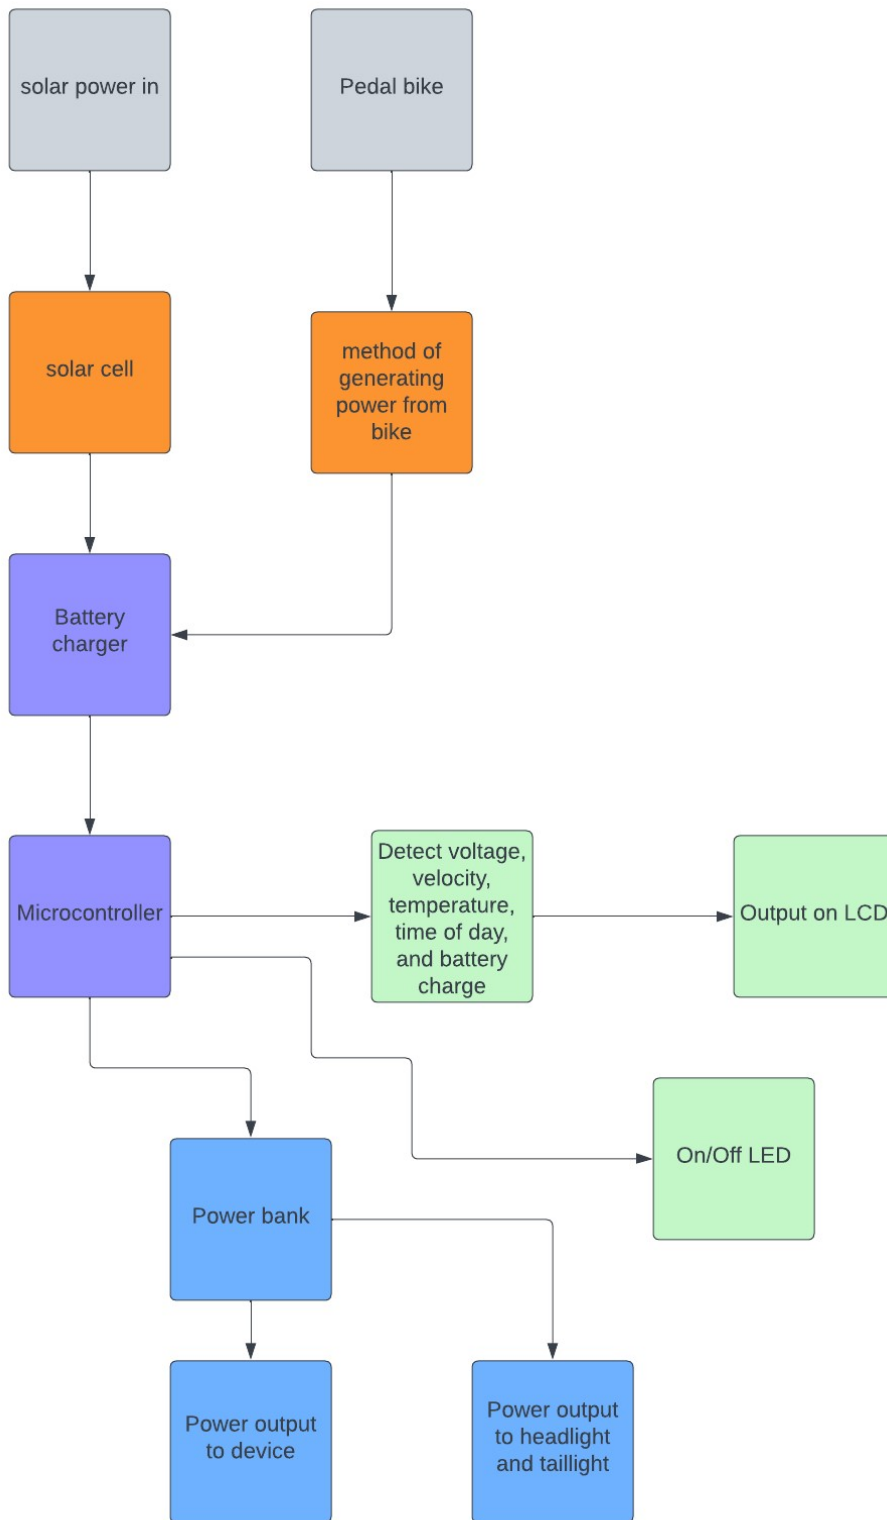 solar power in
Pedal bike
solar cell
method of
generating
power from
bike
Battery
charger
Microcontroller
Detect voltage,
velocity,
temperature,
time of day,
and battery
charge
Output on LCD
On/Off LED
Power bank
Power output
to device
Power output
to headlight
and taillight